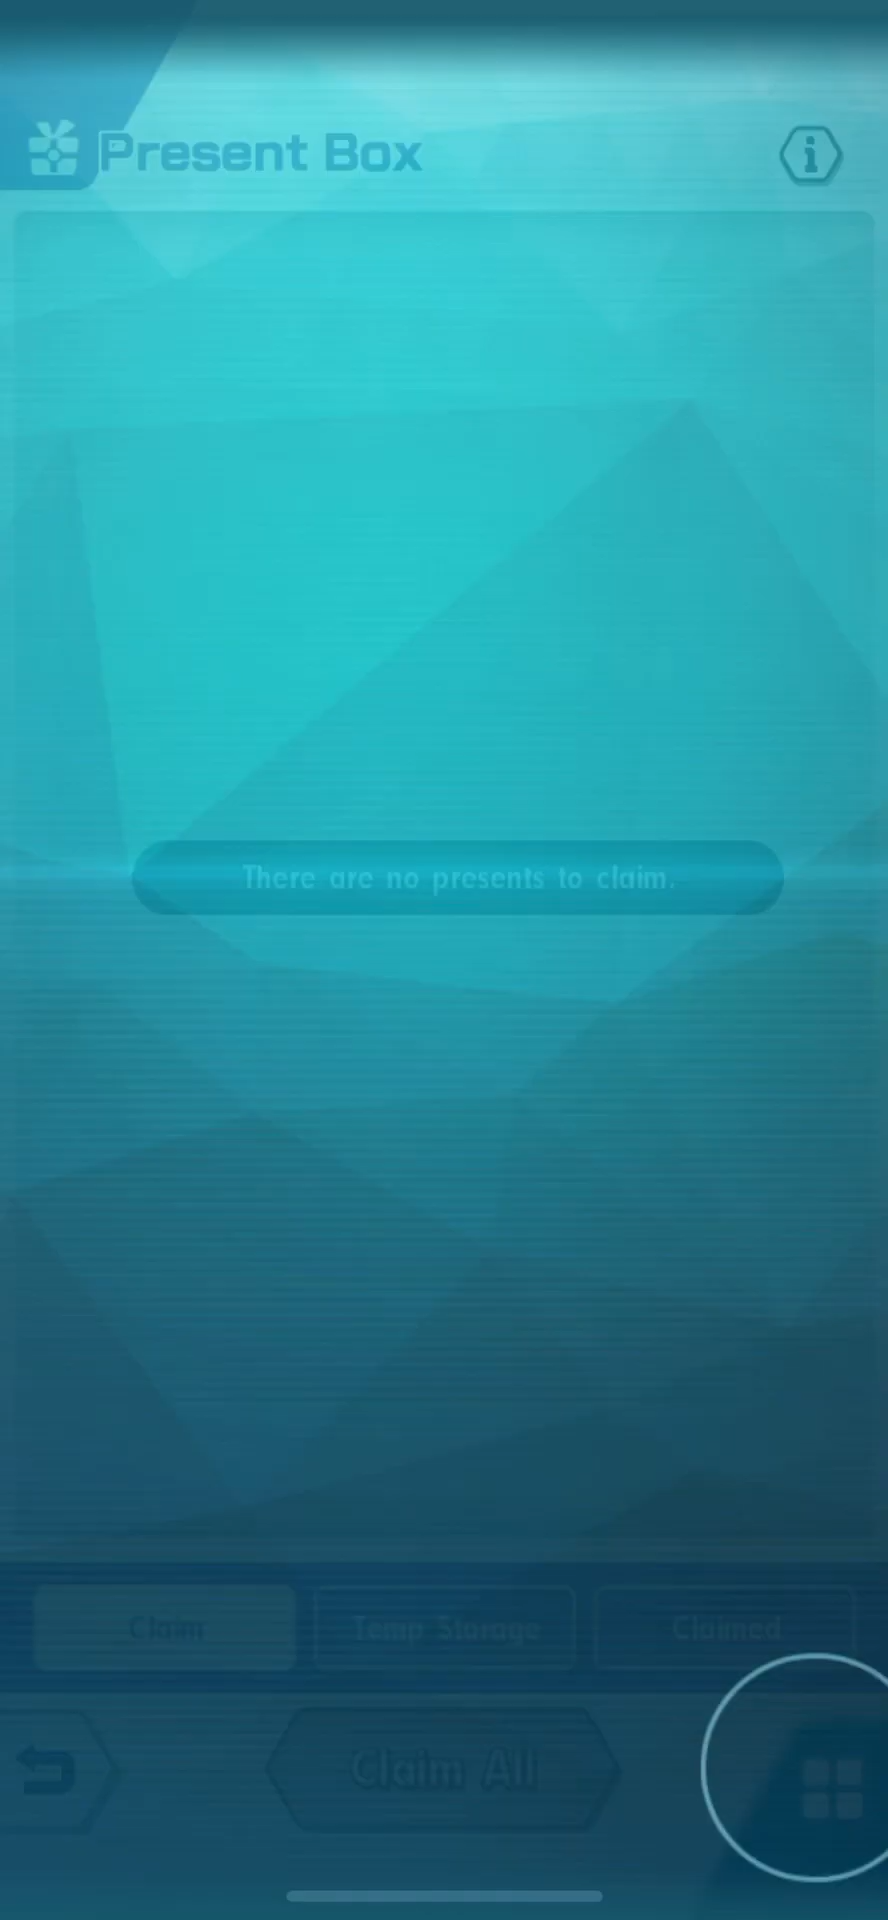 Present Box
There are no presents to claim.
Claim
Temp Storage
Claimed
Claim All